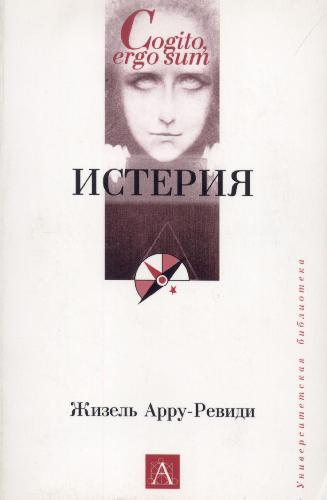 Cogito,
ergo sum
ИСТЕРИЯ
Жизель Арру-Ревиди
Университетская библиотека
А